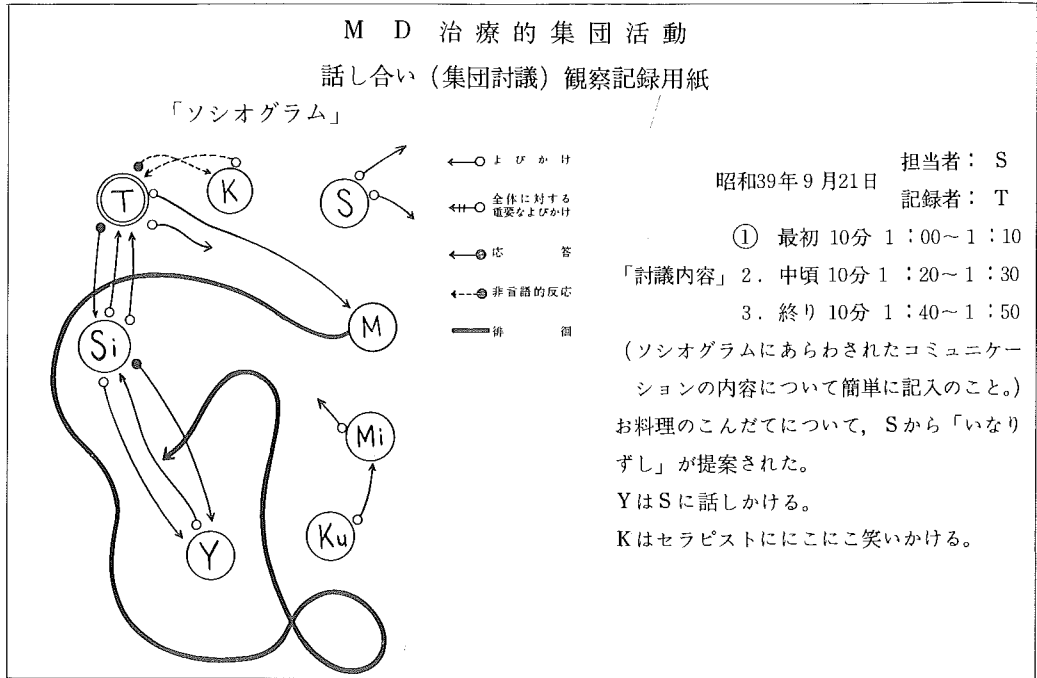 MD治療的集団活動
話し合い（集団討議）観察記録用紙
「ソシオグラム」
T
K
S
Si
M
Mi
Ku
Y
よびかけ
全体に対する
重要なよびかけ
応答
非言語的反応
徘徊
担当者：S
昭和39年9月21日
記録者：T
① 最初 10分 1：00～1：10
「討議内容」2．中頃 10分 1：20～1：30
3．終り 10分 1：40～1：50
（ソシオグラムにあらわされたコミュニケー
ションの内容について簡単に記入のこと。）
お料理のこんだてについて，Sから「いなり
ずし」が提案された。
YはSに話しかける。
Kはセラピストににこにこ笑いかける。